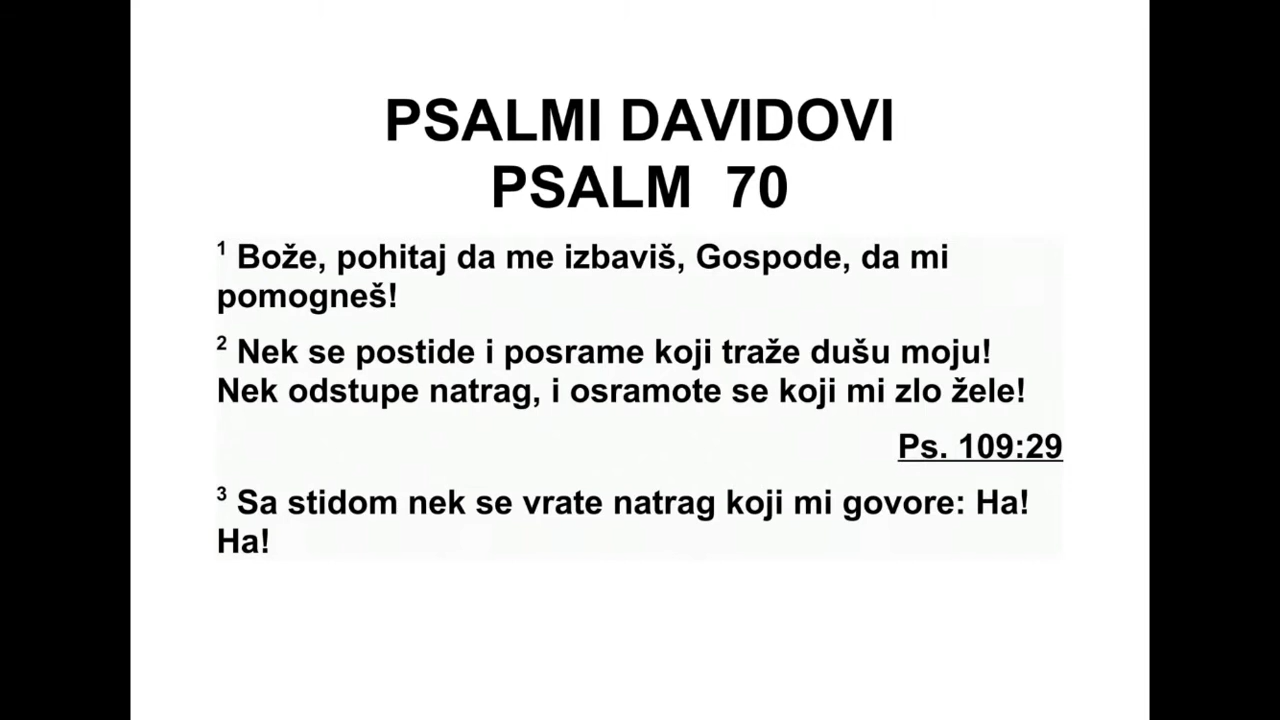 PSALMI DAVIDOVI
PSALM 70
1 Bože, pohitaj da me izbaviš, Gospode, da mi
pomogneš!
2 Nek se postide i posrame koji traže dušu moju!
Nek odstupe natrag, i osramote se koji mi zlo žele!
Ps. 109:29
3 Sa stidom nek se vrate natrag koji mi govore: Ha!
Ha!